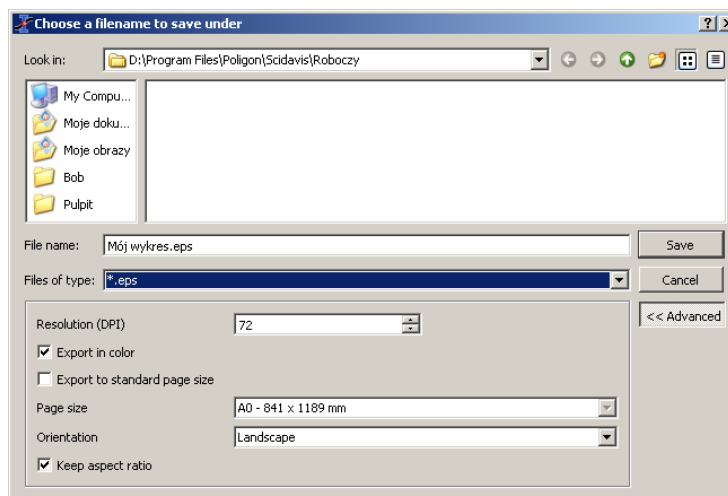 Choose a filename to save under
Look in: D:\Program Files\Poligon\Scidavis\Roboczy
My Compu...
Moje doku...
Moje obrazy
Bob
Pulpit
File name: Mój wykres.eps Save
Files of type: *.eps Cancel
<< Advanced
Resolution (DPI) 72
Export in color
Export to standard page size
Page size A0 - 841 x 1189 mm
Orientation Landscape
Keep aspect ratio